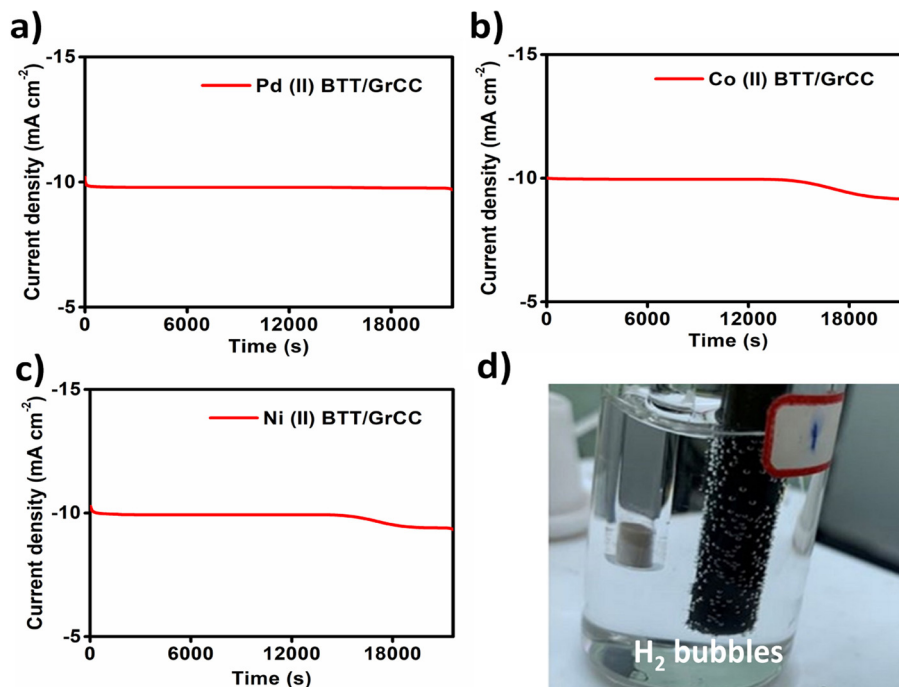 a)
-15
Pd (II) BTT/GrCC
-10
-5
Current density (mA cm⁻²)
0 6000 12000 18000
Time (s)
b)
-15
Co (II) BTT/GrCC
-10
-5
Current density (mA cm⁻²)
0 6000 12000 18000
Time (s)
c)
-15
Ni (II) BTT/GrCC
-10
-5
Current density (mA cm⁻²)
0 6000 12000 18000
Time (s)
d)
H₂ bubbles